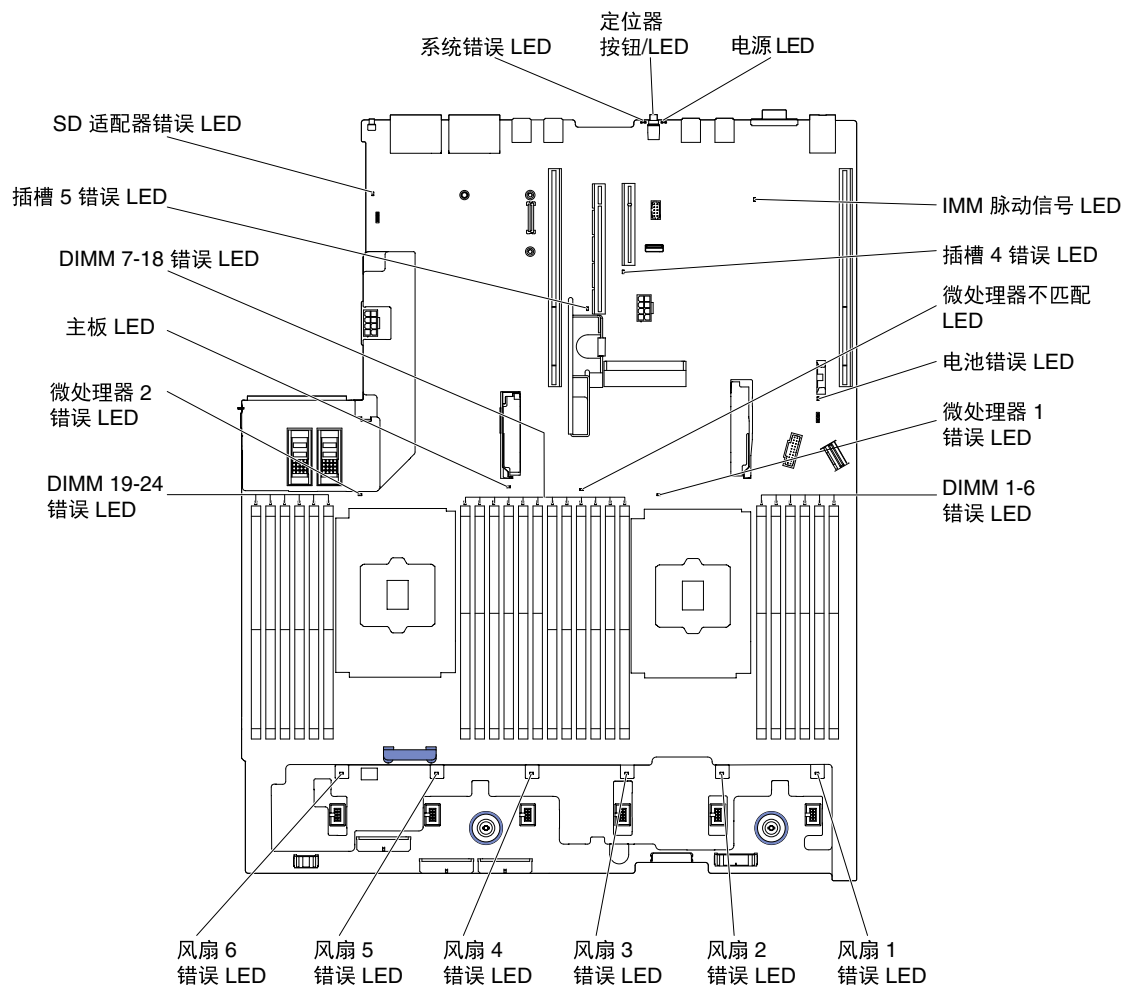 系统错误 LED
定位器
按钮/LED
电源 LED
SD 适配器错误 LED
插槽 5 错误 LED
DIMM 7-18 错误 LED
主板 LED
微处理器 2
错误 LED
DIMM 19-24
错误 LED
IMM 脉动信号 LED
插槽 4 错误 LED
微处理器不匹配
LED
电池错误 LED
微处理器 1
错误 LED
DIMM 1-6
错误 LED
风扇 6
错误 LED
风扇 5
错误 LED
风扇 4
错误 LED
风扇 3
错误 LED
风扇 2
错误 LED
风扇 1
错误 LED